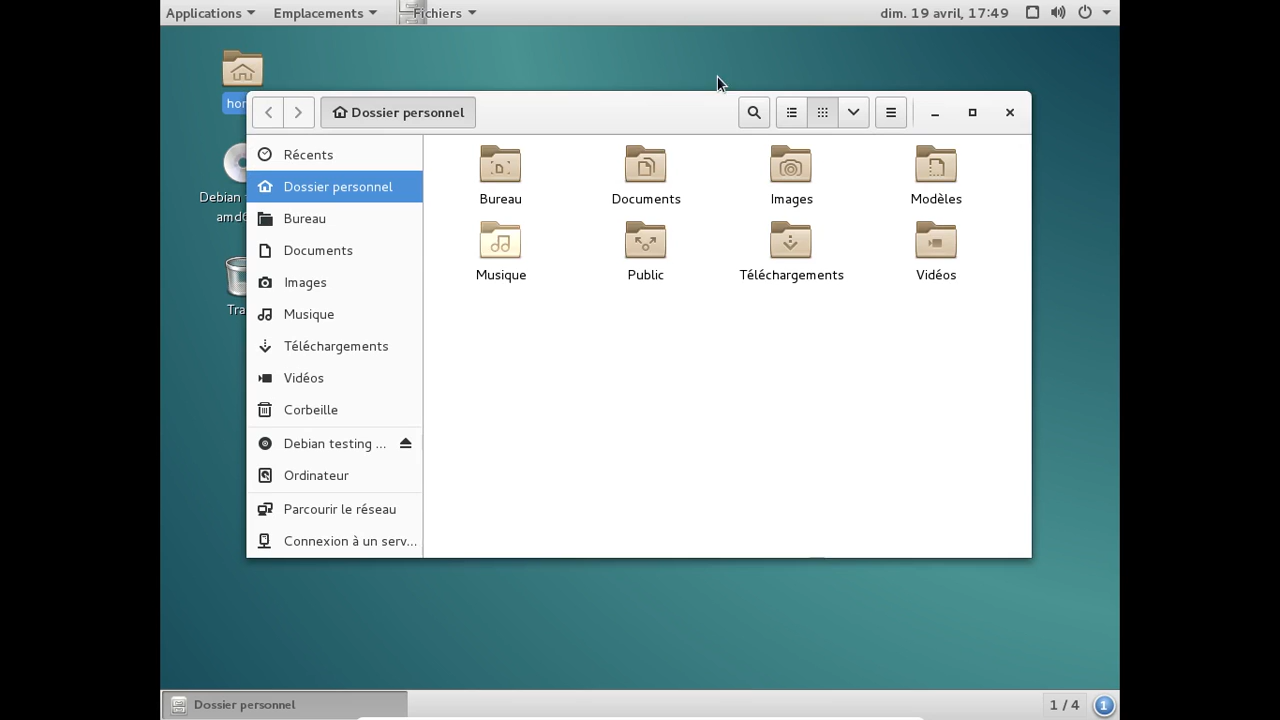 Applications Emplacements Fichiers dim. 19 avril, 17:49
Dossier personnel
Récents
Dossier personnel
Bureau
Documents
Images
Musique
Téléchargements
Vidéos
Corbeille
Debian testing ...
Ordinateur
Parcourir le réseau
Connexion à un serv...
Bureau Documents Images Modèles
Musique Public Téléchargements Vidéos
Debian
Dossier personnel 1 / 4 1